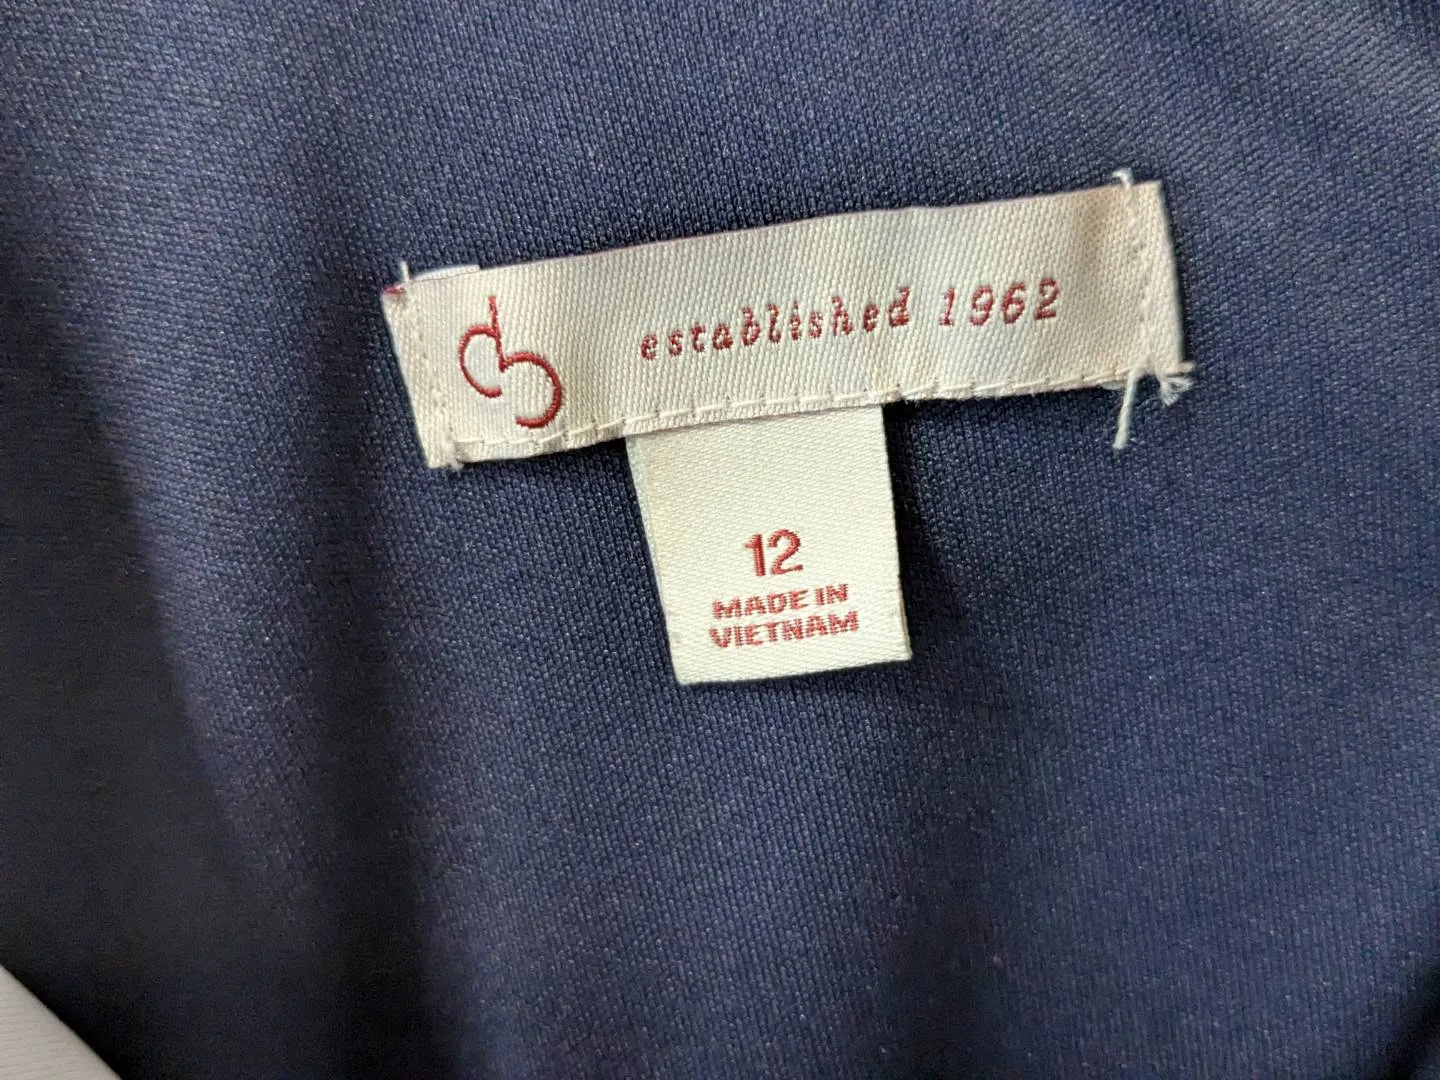 established 1962
12
MADE IN
VIETNAM